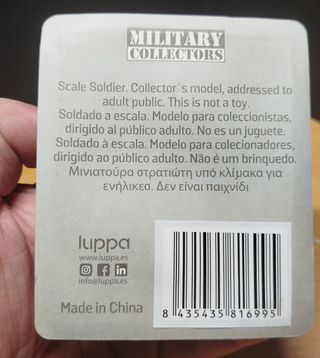 MILITARY
COLLECTORS
Scale Soldier. Collector´s model, addressed to
adult public. This is not a toy.
Soldado a escala. Modelo para coleccionistas,
dirigido al público adulto. No es un juguete.
Soldado à escala. Modelo para colecionadores,
dirigido ao público adulto. Não é um brinquedo.
Μινιατούρα στρατιώτη υπό κλίμακα για
ενήλικεσ. Δεν είναι παιχνίδι
luppa
www.luppa.es
info@luppa.es
Made in China
8 435435 816995